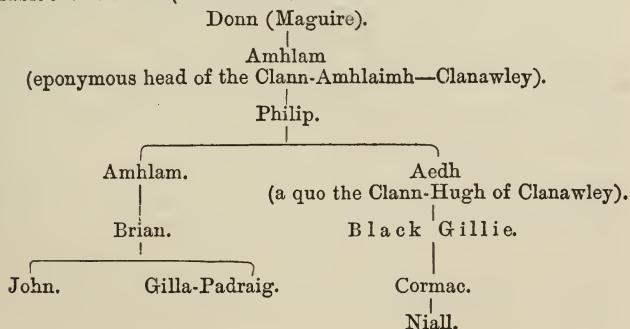 Donn (Maguire).
Amhlam
(eponymous head of the Clann-Amhlaimh—Clanawley).
Philip.
Amhlam. Aedh
(a quo the Clann-Hugh of Clanawley).
Brian. Black Gillie.
John. Gilla-Padraig. Cormac.
Niall.